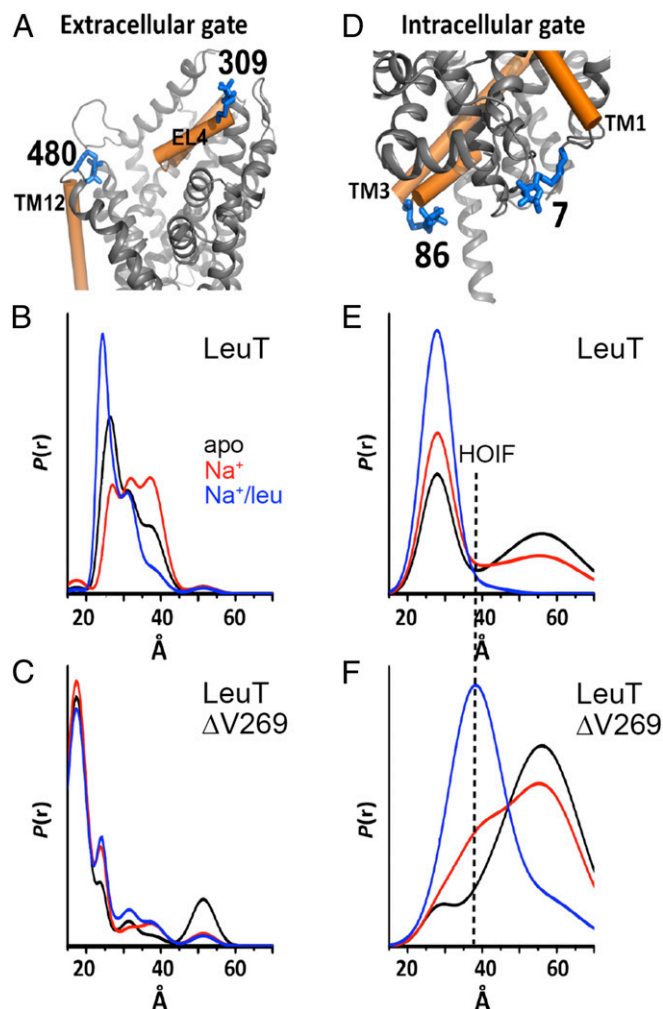 A Extracellular gate
309
EL4
480
TM12
D Intracellular gate
TM1
TM3
7
86
B
LeuT
P(r)
apo
Na⁺
Na⁺/leu
20 40 60
Å
E
LeuT
P(r)
HOIF
20 40 60
Å
C
LeuT
ΔV269
P(r)
20 40 60
Å
F
LeuT
ΔV269
P(r)
20 40 60
Å